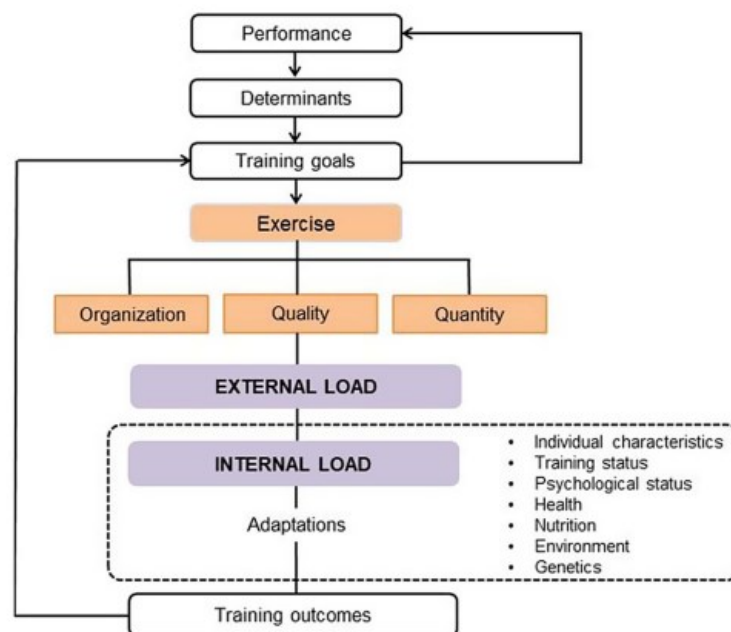 Performance
Determinants
Training goals
Exercise
Organization
Quality
Quantity
EXTERNAL LOAD
INTERNAL LOAD
Adaptations
• Individual characteristics
• Training status
• Psychological status
• Health
• Nutrition
• Environment
• Genetics
Training outcomes